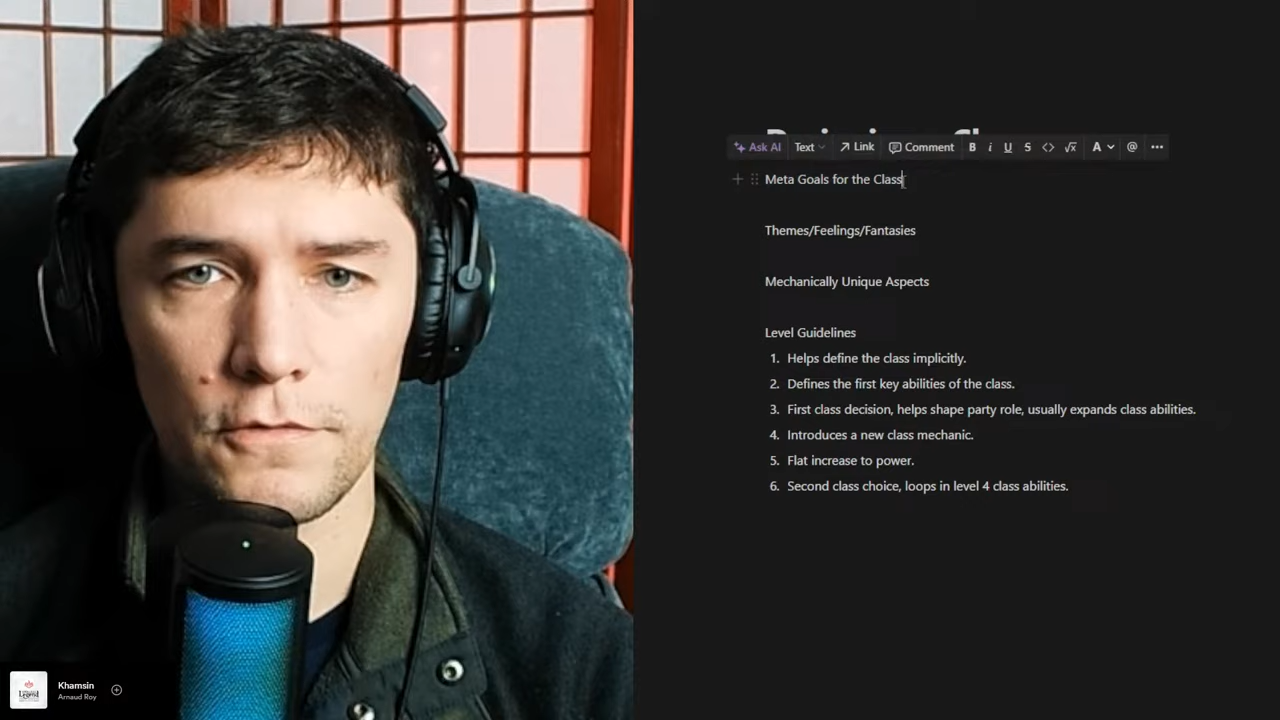 Ask AI Text Link Comment B i U S <> √x A @ •••
Meta Goals for the Class
Themes/Feelings/Fantasies
Mechanically Unique Aspects
Level Guidelines
1. Helps define the class implicitly.
2. Defines the first key abilities of the class.
3. First class decision, helps shape party role, usually expands class abilities.
4. Introduces a new class mechanic.
5. Flat increase to power.
6. Second class choice, loops in level 4 class abilities.
Legend
Khamsin
Arnaud Roy